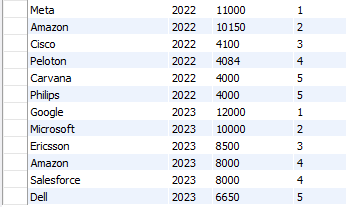 Meta 2022 11000 1
Amazon 2022 10150 2
Cisco 2022 4100 3
Peloton 2022 4084 4
Carvana 2022 4000 5
Philips 2022 4000 5
Google 2023 12000 1
Microsoft 2023 10000 2
Ericsson 2023 8500 3
Amazon 2023 8000 4
Salesforce 2023 8000 4
Dell 2023 6650 5